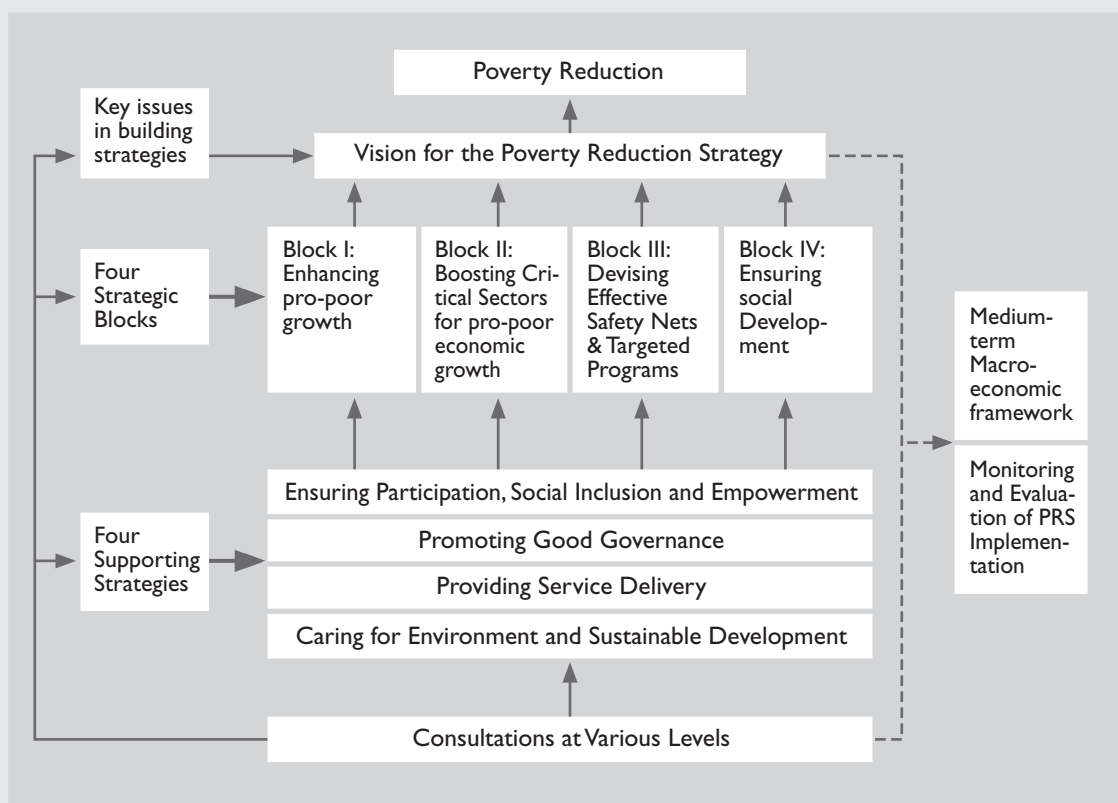 Poverty Reduction
Key issues
in building
strategies
Vision for the Poverty Reduction Strategy
Four
Strategic
Blocks
Block I:
Enhancing
pro-poor
growth
Block II:
Boosting Cri-
tical Sectors
for pro-poor
economic
growth
Block III:
Devising
Effective
Safety Nets
& Targeted
Programs
Block IV:
Ensuring
social
Develop-
ment
Medium-
term
Macro-
economic
framework
Monitoring
and Evalua-
tion of PRS
Implemen-
tation
Four
Supporting
Strategies
Ensuring Participation, Social Inclusion and Empowerment
Promoting Good Governance
Providing Service Delivery
Caring for Environment and Sustainable Development
Consultations at Various Levels